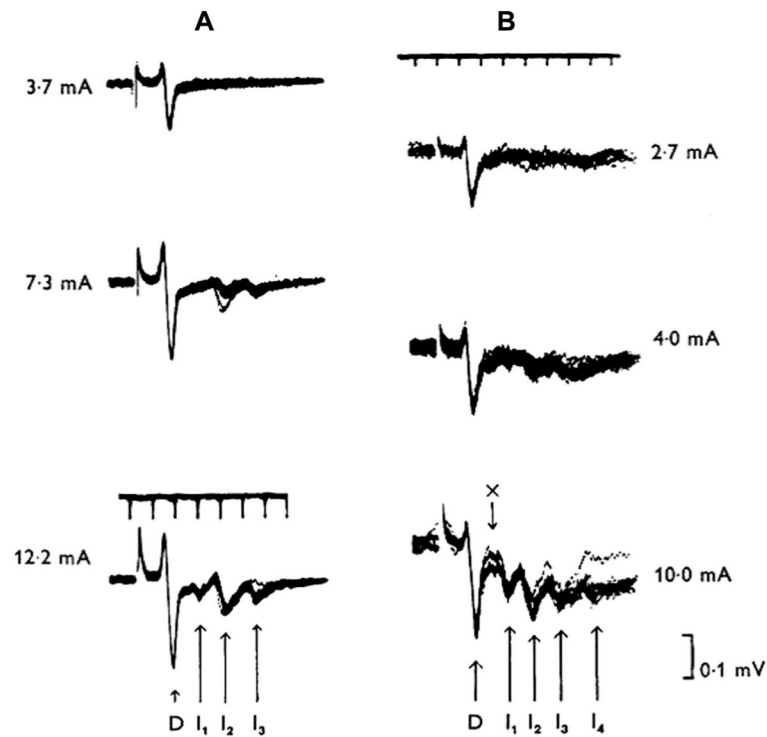 A B
3·7 mA
2·7 mA
7·3 mA
4·0 mA
×
12·2 mA
10·0 mA
0·1 mV
D I₁ I₂ I₃
D I₁ I₂ I₃ I₄